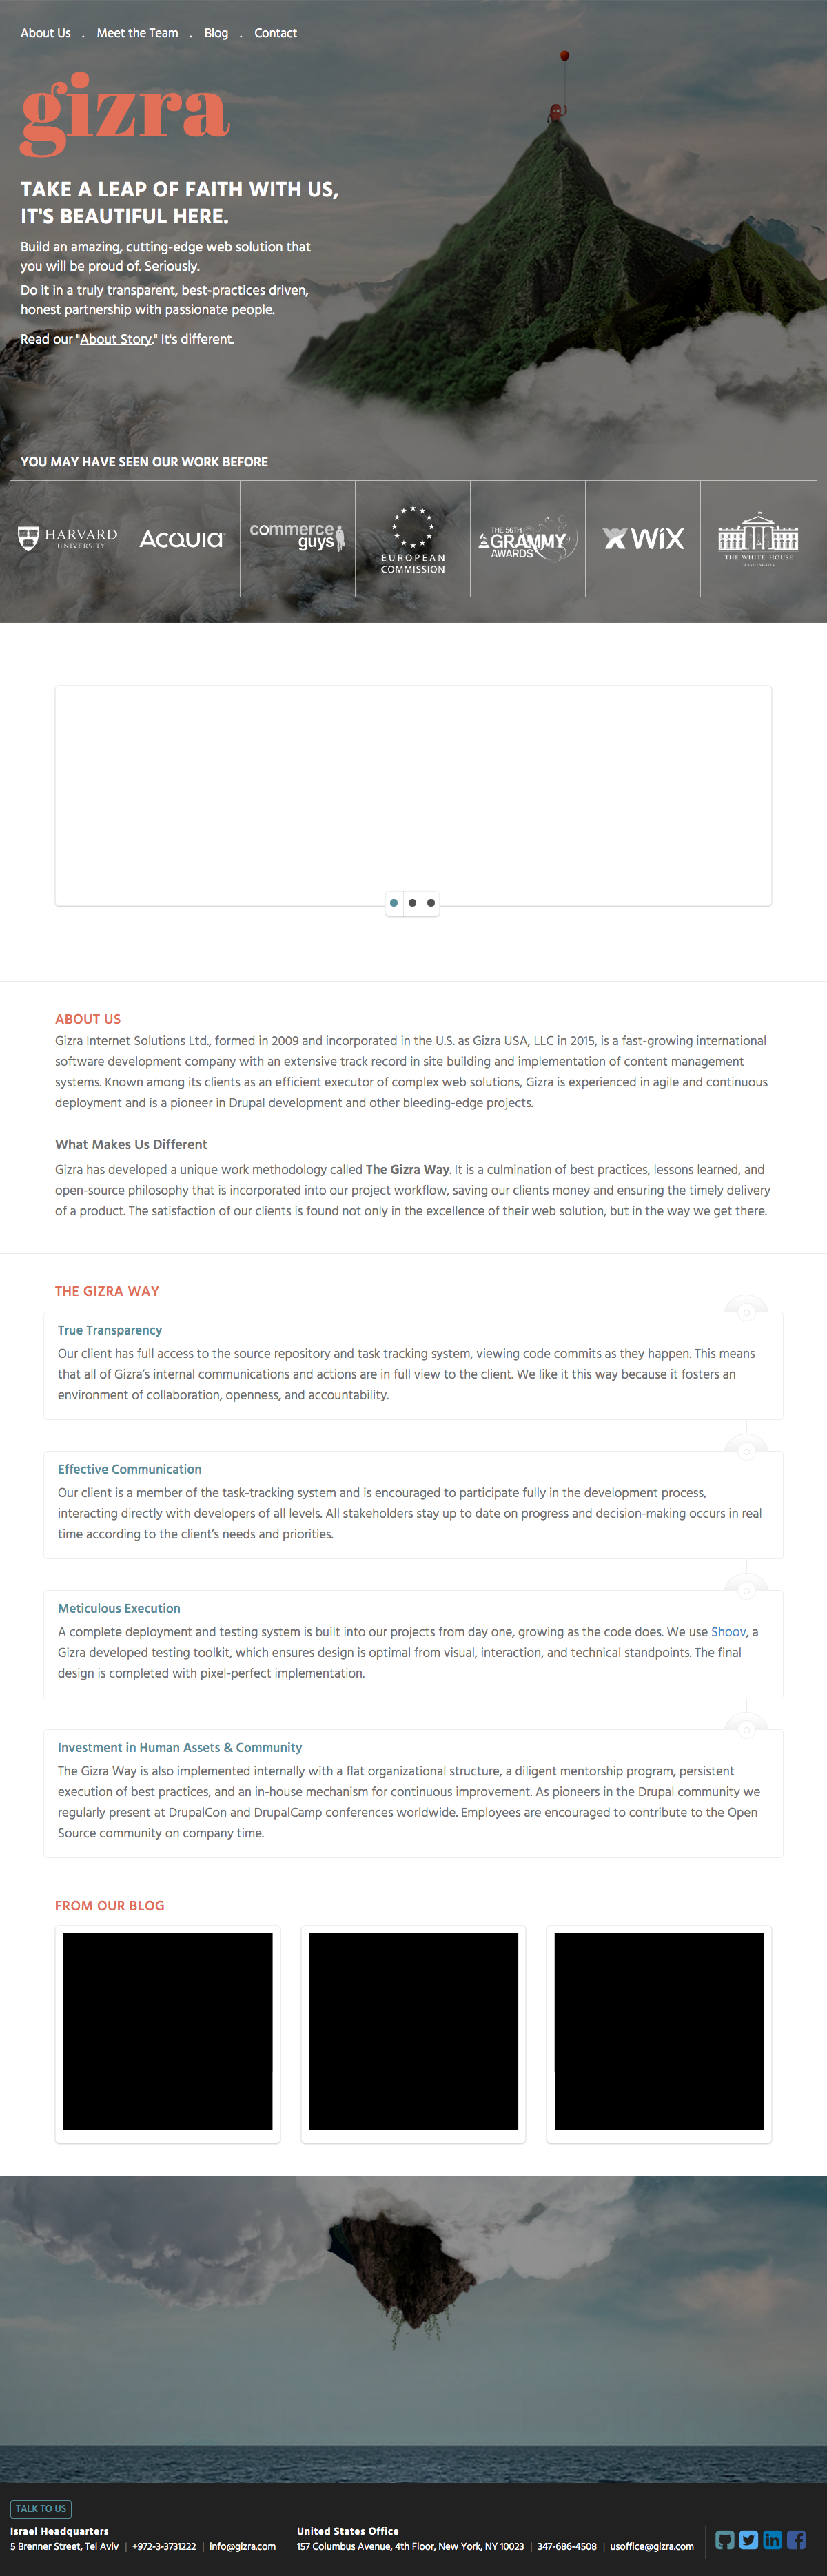 About Us . Meet the Team . Blog . Contact
gizra
TAKE A LEAP OF FAITH WITH US,
IT'S BEAUTIFUL HERE.
Build an amazing, cutting-edge web solution that
you will be proud of. Seriously.
Do it in a truly transparent, best-practices driven,
honest partnership with passionate people.
Read our "About Story." It's different.
YOU MAY HAVE SEEN OUR WORK BEFORE
HARVARD
UNIVERSITY
ACQUIA
commerce
guys
EUROPEAN
COMMISSION
THE 56TH
GRAMMY
AWARDS
WiX
THE WHITE HOUSE
WASHINGTON
ABOUT US
Gizra Internet Solutions Ltd., formed in 2009 and incorporated in the U.S. as Gizra USA, LLC in 2015, is a fast-growing international
software development company with an extensive track record in site building and implementation of content management
systems. Known among its clients as an efficient executor of complex web solutions, Gizra is experienced in agile and continuous
deployment and is a pioneer in Drupal development and other bleeding-edge projects.
What Makes Us Different
Gizra has developed a unique work methodology called The Gizra Way. It is a culmination of best practices, lessons learned, and
open-source philosophy that is incorporated into our project workflow, saving our clients money and ensuring the timely delivery
of a product. The satisfaction of our clients is found not only in the excellence of their web solution, but in the way we get there.
THE GIZRA WAY
True Transparency
Our client has full access to the source repository and task tracking system, viewing code commits as they happen. This means
that all of Gizra’s internal communications and actions are in full view to the client. We like it this way because it fosters an
environment of collaboration, openness, and accountability.
Effective Communication
Our client is a member of the task-tracking system and is encouraged to participate fully in the development process,
interacting directly with developers of all levels. All stakeholders stay up to date on progress and decision-making occurs in real
time according to the client’s needs and priorities.
Meticulous Execution
A complete deployment and testing system is built into our projects from day one, growing as the code does. We use Shoov, a
Gizra developed testing toolkit, which ensures design is optimal from visual, interaction, and technical standpoints. The final
design is completed with pixel-perfect implementation.
Investment in Human Assets & Community
The Gizra Way is also implemented internally with a flat organizational structure, a diligent mentorship program, persistent
execution of best practices, and an in-house mechanism for continuous improvement. As pioneers in the Drupal community we
regularly present at DrupalCon and DrupalCamp conferences worldwide. Employees are encouraged to contribute to the Open
Source community on company time.
FROM OUR BLOG
TALK TO US
Israel Headquarters
5 Brenner Street, Tel Aviv | +972-3-3731222 | info@gizra.com
United States Office
157 Columbus Avenue, 4th Floor, New York, NY 10023 | 347-686-4508 | usoffice@gizra.com